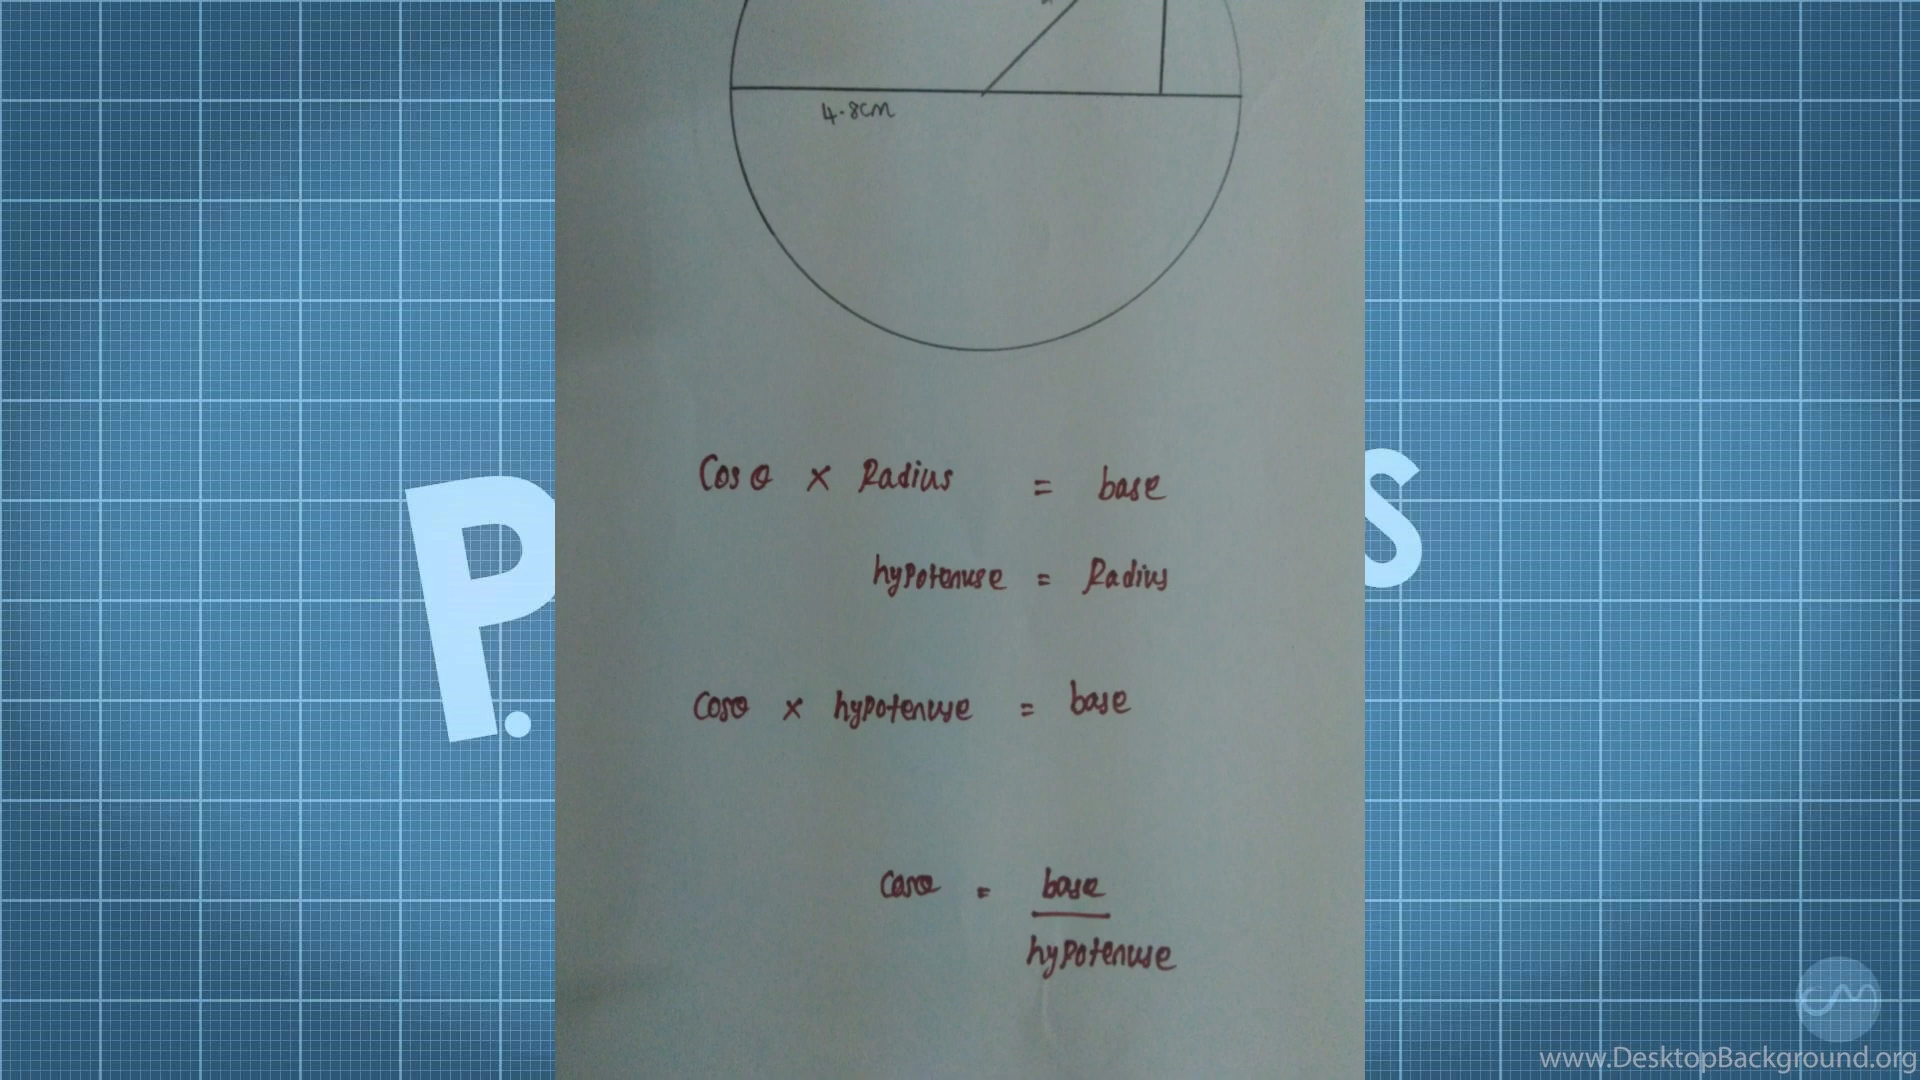 4.8cm
Cos θ × Radius = base
hypotenuse = Radius
Cosθ × hypotenuse = base
Cosθ = base
hypotenuse
P.
S
www.DesktopBackground.org